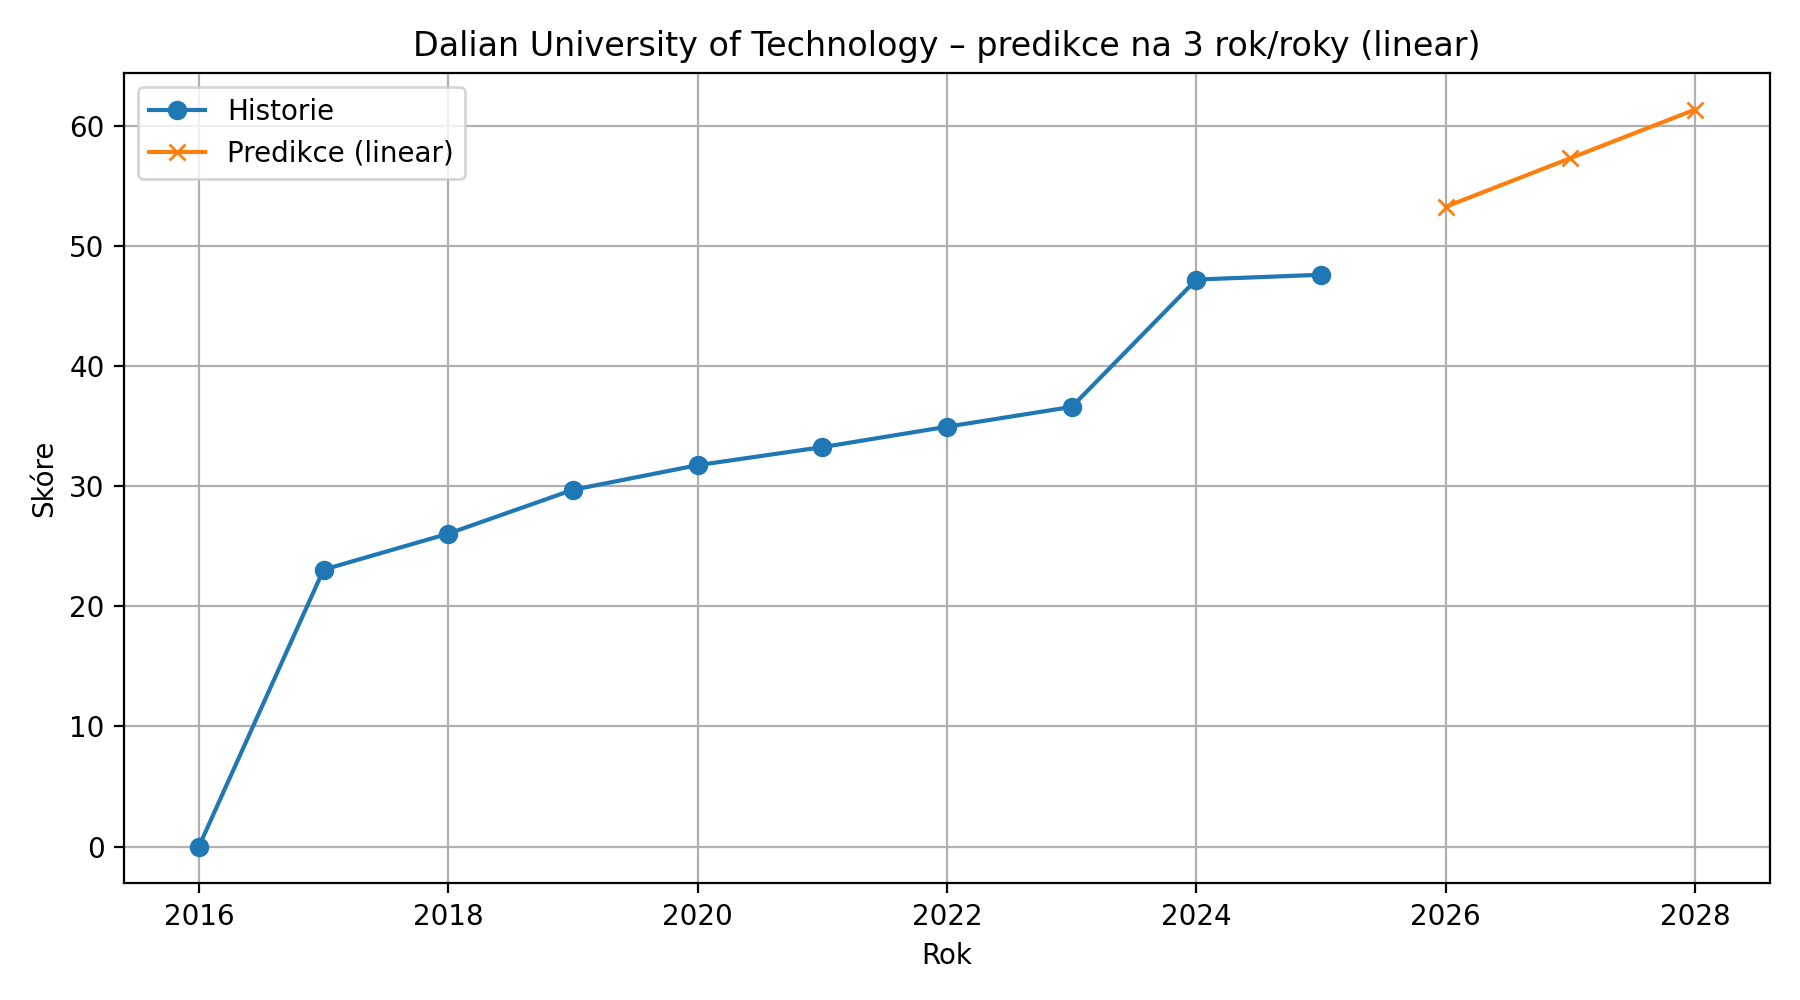 Dalian University of Technology – predikce na 3 rok/roky (linear)
Historie
Predikce (linear)
Skóre
60
50
40
30
20
10
0
2016 2018 2020 2022 2024 2026 2028
Rok